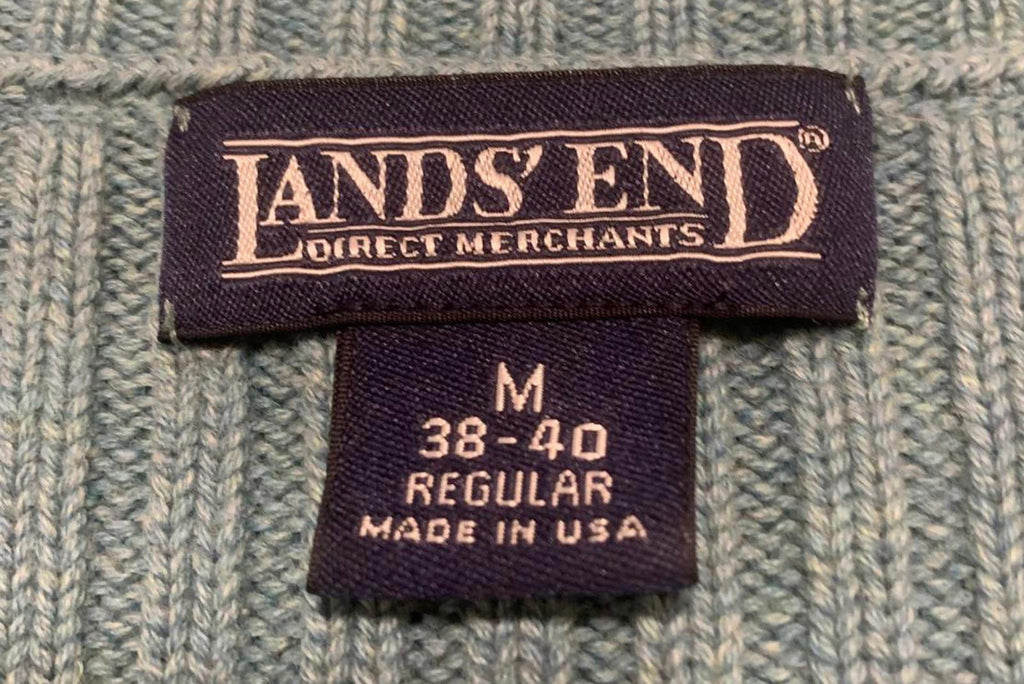 LANDS' END®
DIRECT MERCHANTS
M
38-40
REGULAR
MADE IN USA